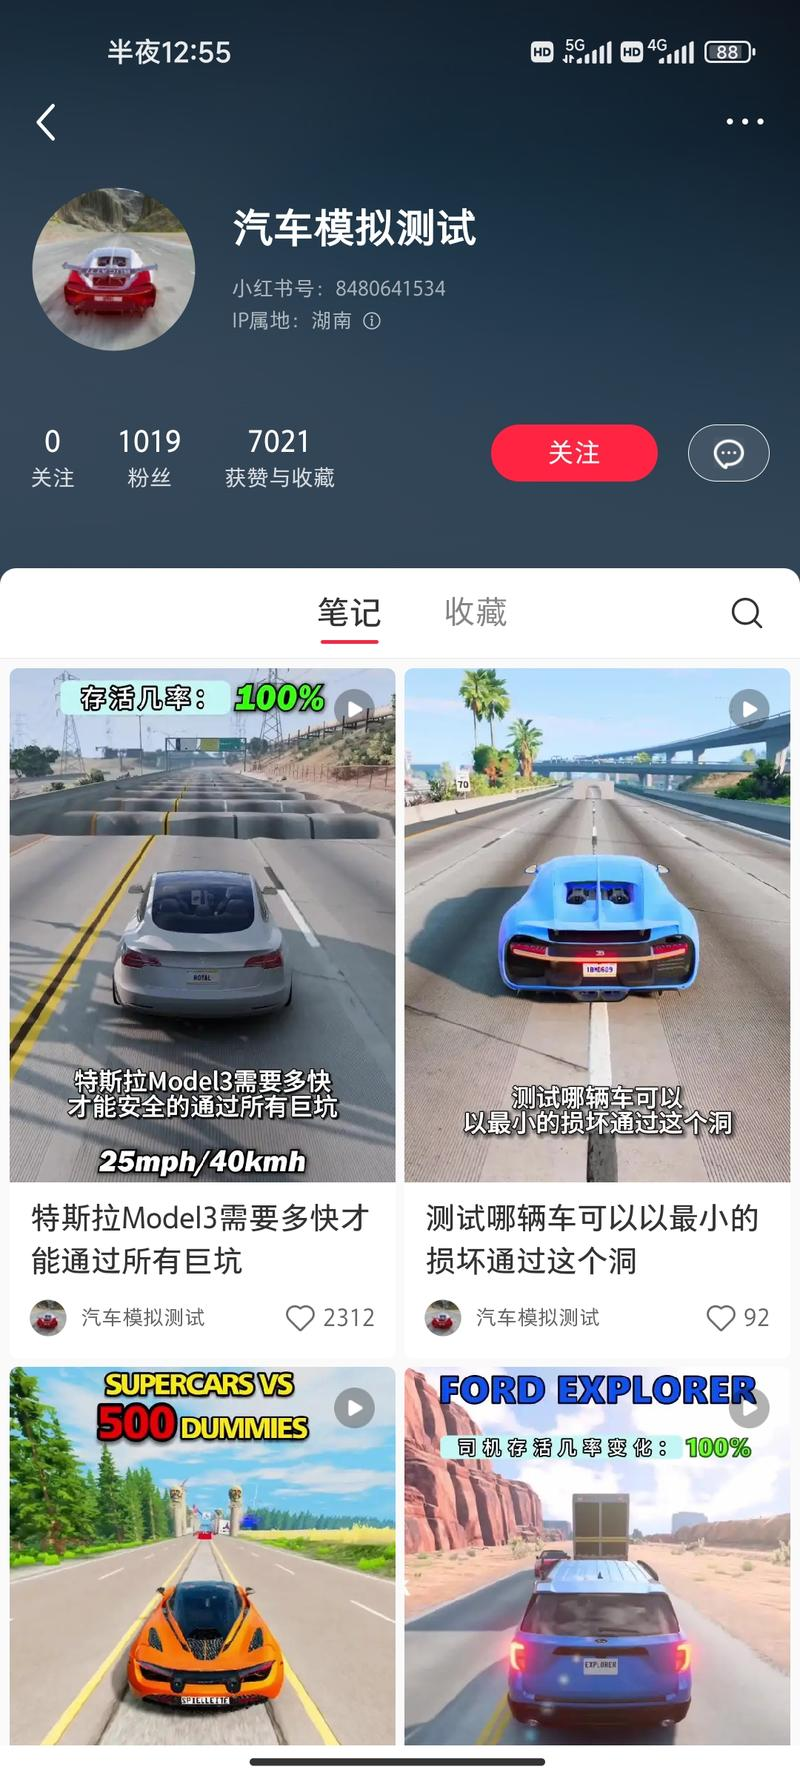 半夜12:55
HD 5G HD 4G 88
汽车模拟测试
小红书号：8480641534
IP属地：湖南
0
关注
1019
粉丝
7021
获赞与收藏
关注
笔记
收藏
存活几率：100%
特斯拉Model3需要多快
才能安全的通过所有巨坑
25mph/40kmh
特斯拉Model3需要多快才
能通过所有巨坑
汽车模拟测试
2312
70
测试哪辆车可以
以最小的损坏通过这个洞
测试哪辆车可以以最小的
损坏通过这个洞
汽车模拟测试
92
SUPERCARS VS
500 DUMMIES
FORD EXPLORER
司机存活几率变化：100%
EXPLORER